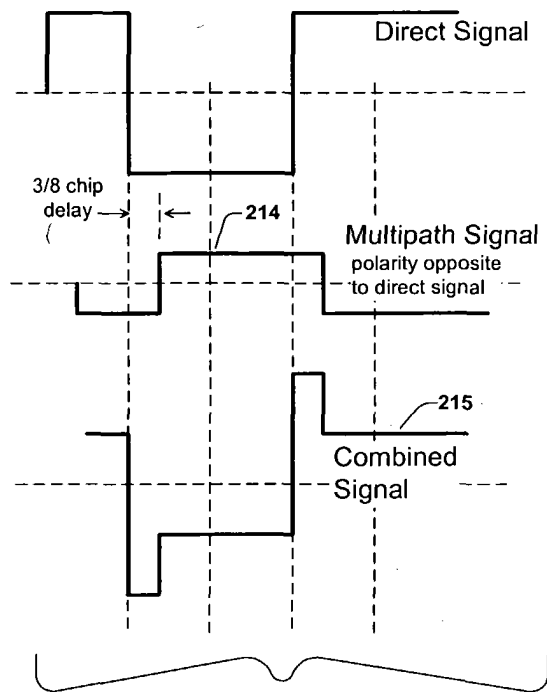 Direct Signal
3/8 chip
delay
214
Multipath Signal
polarity opposite
to direct signal
215
Combined
Signal